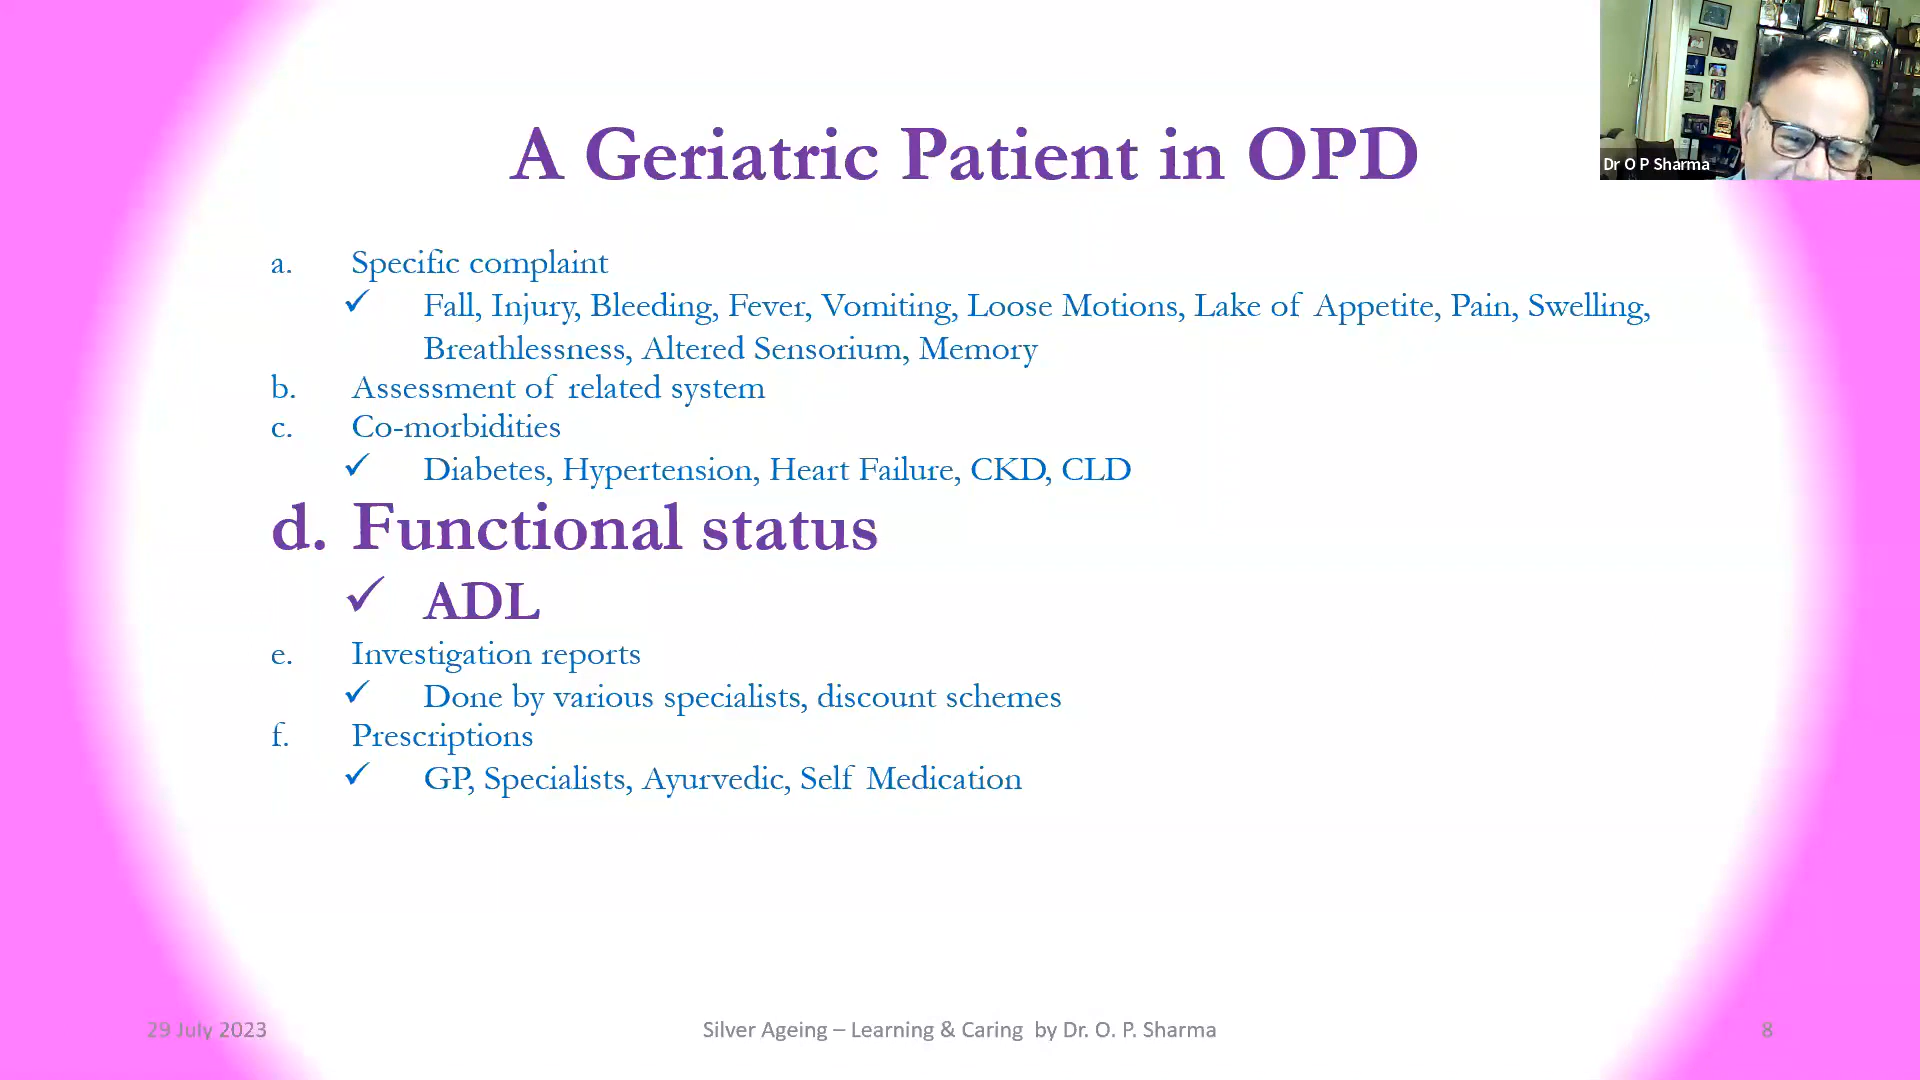 A Geriatric Patient in OPD
Dr O P Sharma
a. Specific complaint
✓ Fall, Injury, Bleeding, Fever, Vomiting, Loose Motions, Lake of Appetite, Pain, Swelling,
Breathlessness, Altered Sensorium, Memory
b. Assessment of related system
c. Co-morbidities
✓ Diabetes, Hypertension, Heart Failure, CKD, CLD
d. Functional status
✓ ADL
e. Investigation reports
✓ Done by various specialists, discount schemes
f. Prescriptions
✓ GP, Specialists, Ayurvedic, Self Medication
29 July 2023
Silver Ageing – Learning & Caring by Dr. O. P. Sharma
8